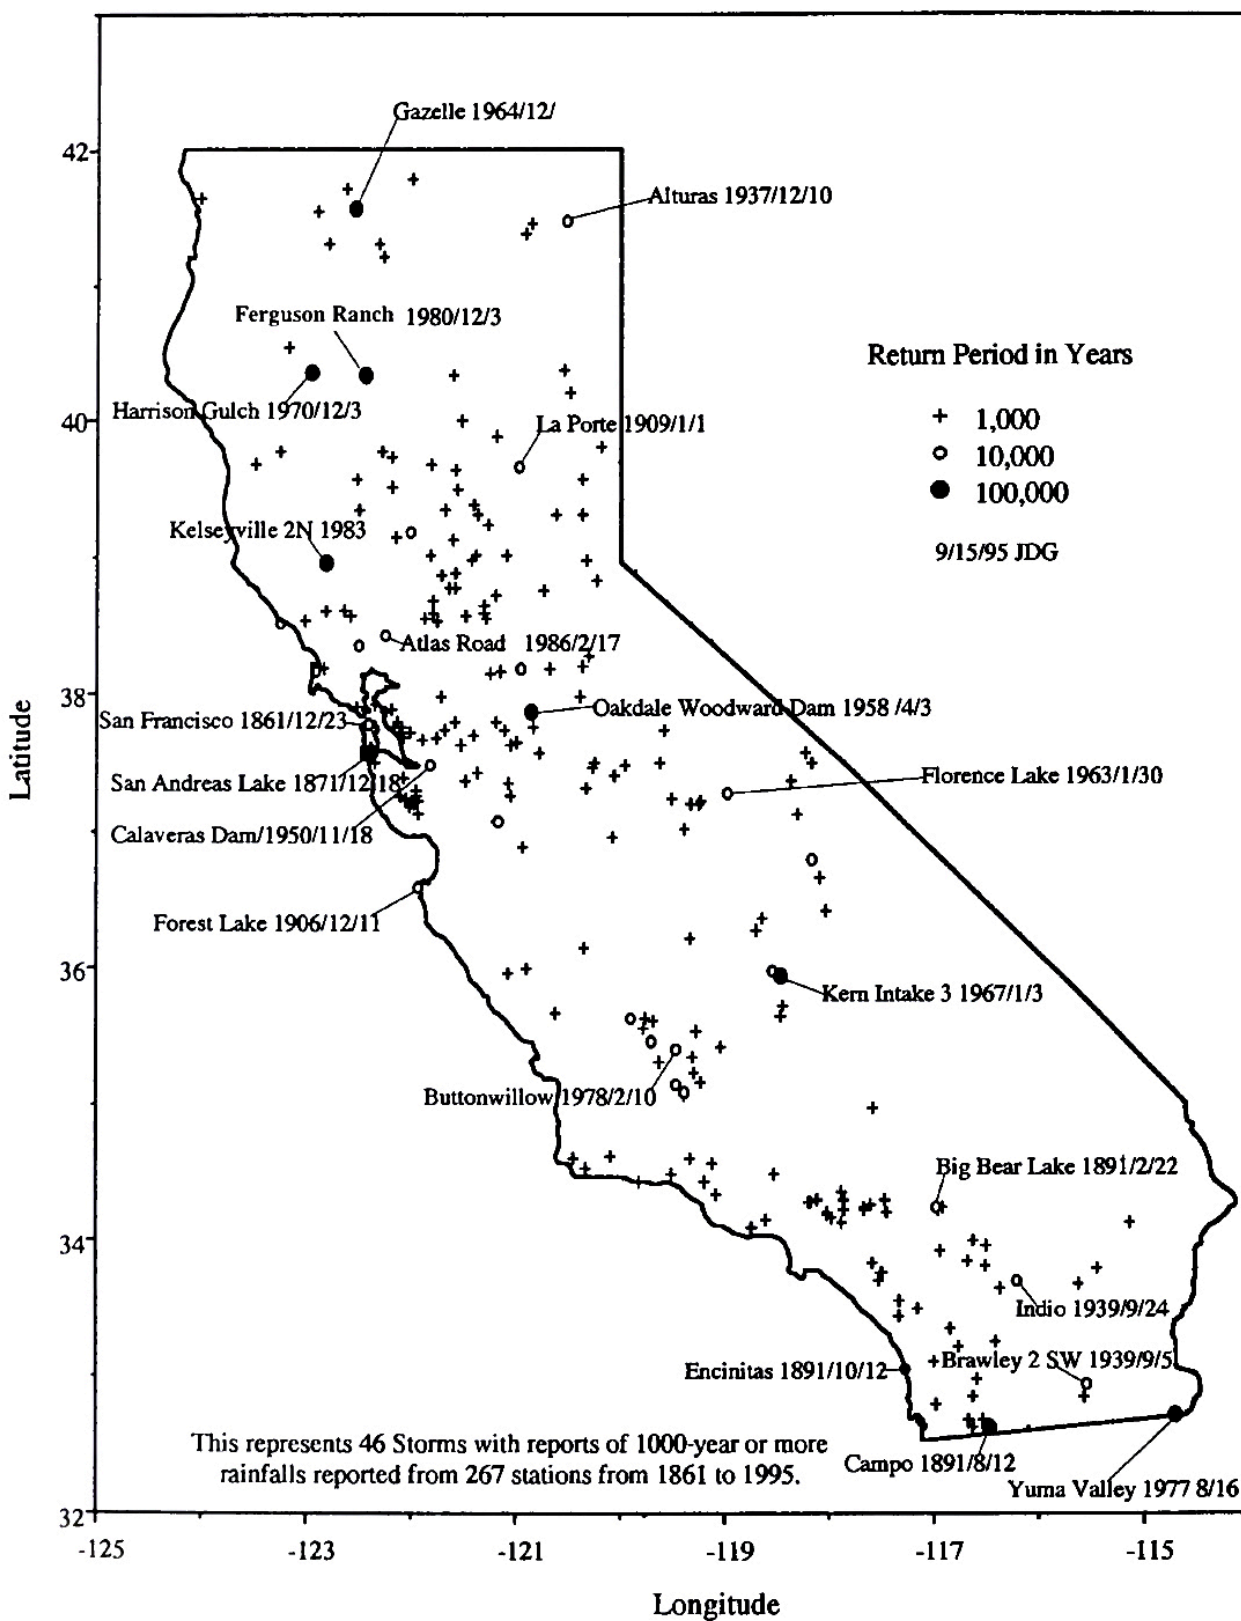 Gazelle 1964/12/
42
Alturas 1937/12/10
Ferguson Ranch 1980/12/3
Return Period in Years
1,000
10,000
100,000
9/15/95 JDG
Harrison Gulch 1970/12/3
40
La Porte 1909/1/1
Kelseyville 2N 1983
Atlas Road 1986/2/17
38
San Francisco 1861/12/23
Oakdale Woodward Dam 1958 /4/3
San Andreas Lake 1871/12/18
Florence Lake 1963/1/30
Calaveras Dam/1950/11/18
Latitude
Forest Lake 1906/12/11
36
Kern Intake 3 1967/1/3
Buttonwillow 1978/2/10
Big Bear Lake 1891/2/22
34
Indio 1939/9/24
Brawley 2 SW 1939/9/5
Encinitas 1891/10/12
This represents 46 Storms with reports of 1000-year or more
rainfalls reported from 267 stations from 1861 to 1995.
Campo 1891/8/12
Yuma Valley 1977 8/16
32
-125 -123 -121 -119 -117 -115
Longitude